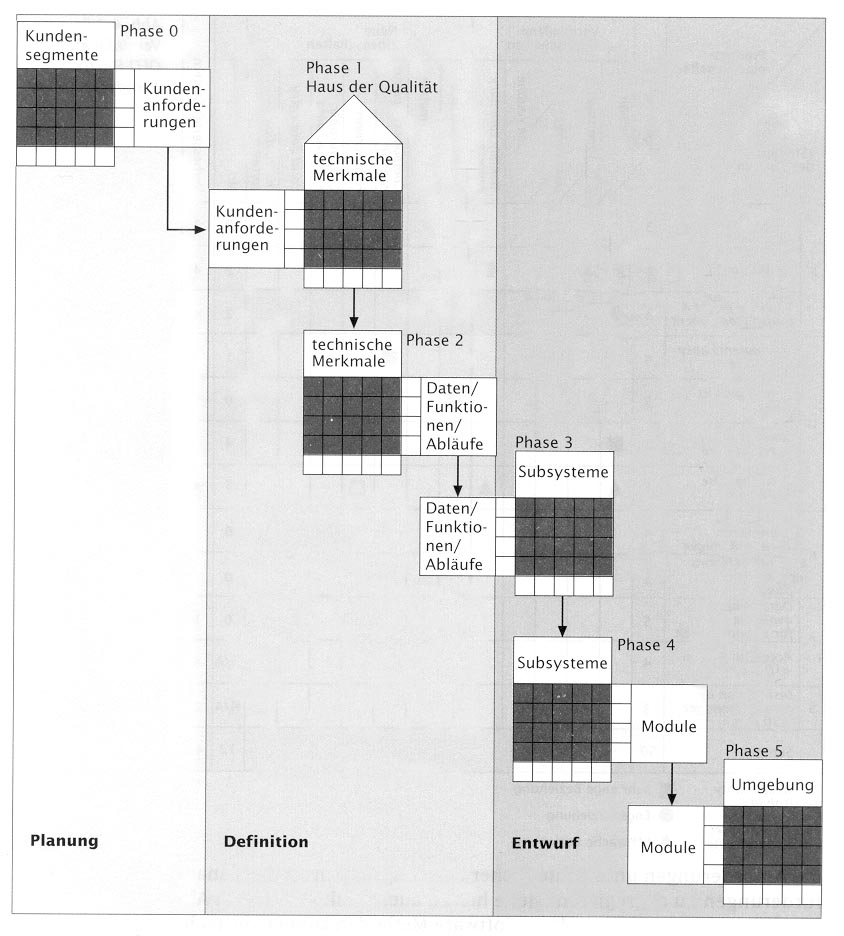 Kunden-
segmente
Phase 0
Kunden-
anforde-
rungen
Phase 1
Haus der Qualität
technische
Merkmale
Kunden-
anforde-
rungen
technische
Merkmale
Phase 2
Daten/
Funktio-
nen/
Abläufe
Phase 3
Subsysteme
Daten/
Funktio-
nen/
Abläufe
Subsysteme
Phase 4
Module
Phase 5
Umgebung
Module
Planung
Definition
Entwurf